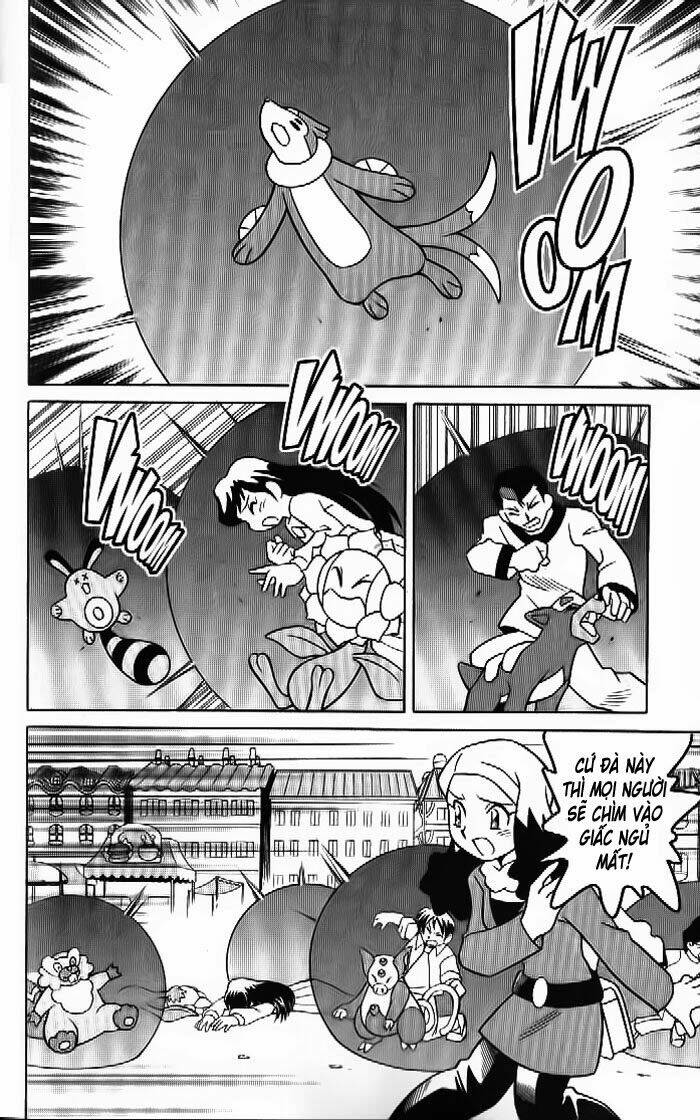 VWOOM
VWOOM
VWOOM
VWOOM
CỨ ĐÀ NÀY
THÌ MỌI NGƯỜI
SẼ CHÌM VÀO
GIẤC NGỦ
MẤT!